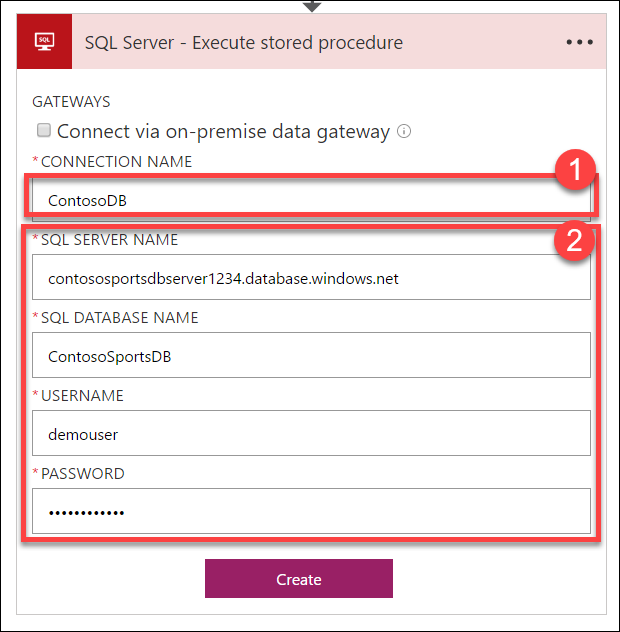 SQL
SQL Server - Execute stored procedure
GATEWAYS
Connect via on-premise data gateway
*CONNECTION NAME
1
ContosoDB
*SQL SERVER NAME
2
contososportsdbserver1234.database.windows.net
*SQL DATABASE NAME
ContosoSportsDB
*USERNAME
demouser
*PASSWORD
••••••••••••
Create